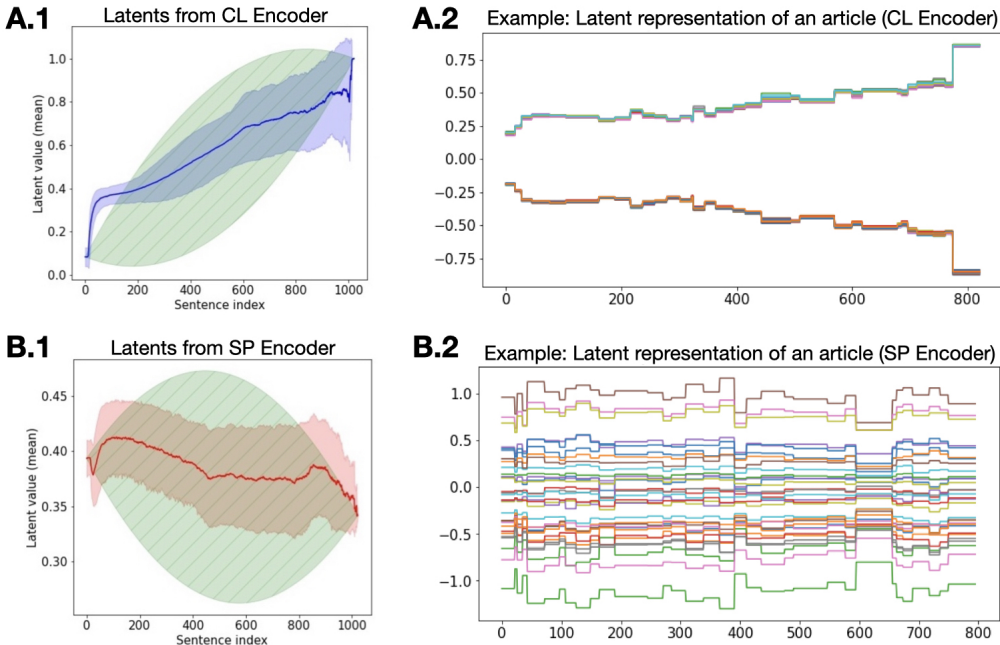 A.1
Latents from CL Encoder
1.0
0.8
0.6
0.4
0.2
0.0
Latent value (mean)
0 200 400 600 800 1000
Sentence index
A.2
Example: Latent representation of an article (CL Encoder)
0.75
0.50
0.25
0.00
−0.25
−0.50
−0.75
0 200 400 600 800
B.1
Latents from SP Encoder
0.45
0.40
0.35
0.30
Latent value (mean)
0 200 400 600 800 1000
Sentence index
B.2
Example: Latent representation of an article (SP Encoder)
1.0
0.5
0.0
−0.5
−1.0
0 100 200 300 400 500 600 700 800